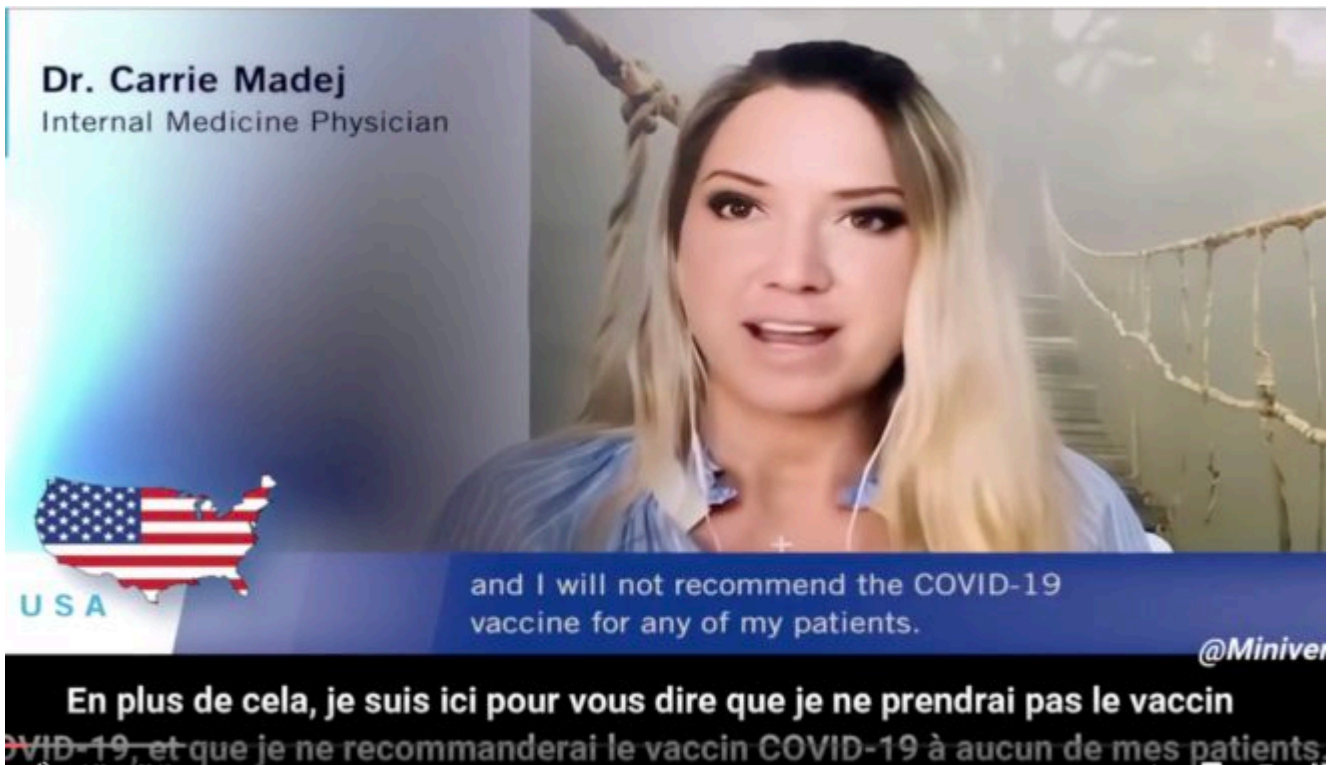 Dr. Carrie Madej
Internal Medicine Physician
USA
and I will not recommend the COVID-19
vaccine for any of my patients.
@Miniver
En plus de cela, je suis ici pour vous dire que je ne prendrai pas le vaccin
OVID-19, et que je ne recommanderai le vaccin COVID-19 à aucun de mes patients.